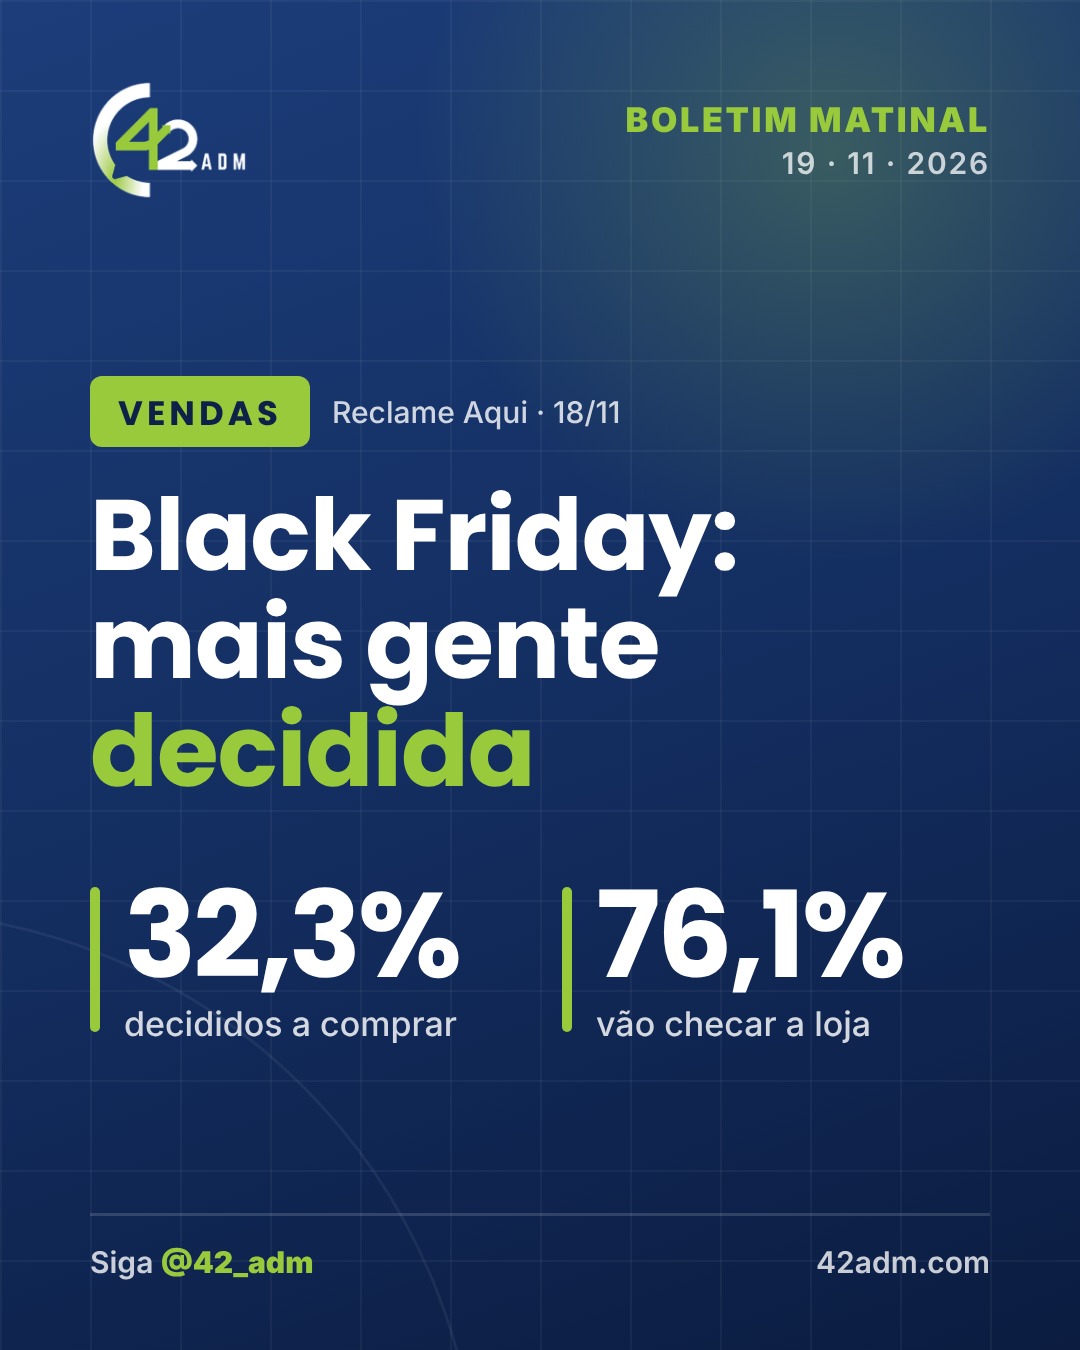 42 ADM
BOLETIM MATINAL
19 · 11 · 2026
VENDAS
Reclame Aqui · 18/11
Black Friday:
mais gente
decidida
32,3%
decididos a comprar
76,1%
vão checar a loja
Siga @42_adm
42adm.com